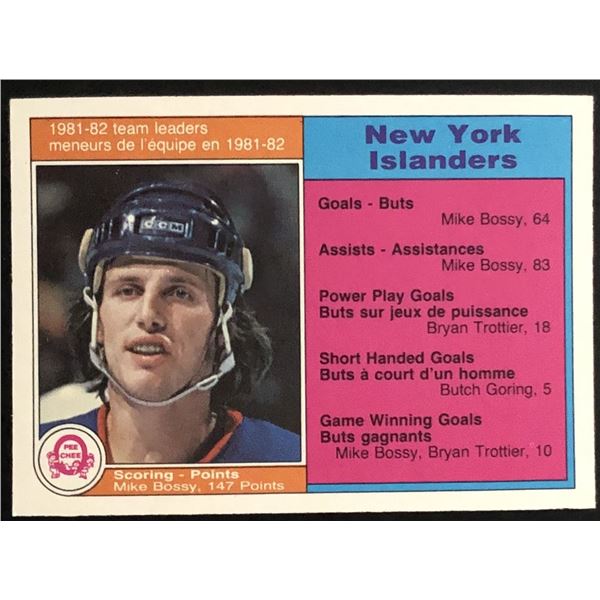 1981-82 team leaders
meneurs de l'équipe en 1981-82
CCM
O
PEE
CHEE
Scoring - Points
Mike Bossy, 147 Points
New York
Islanders
Goals - Buts
Mike Bossy, 64
Assists - Assistances
Mike Bossy, 83
Power Play Goals
Buts sur jeux de puissance
Bryan Trottier, 18
Short Handed Goals
Buts à court d'un homme
Butch Goring, 5
Game Winning Goals
Buts gagnants
Mike Bossy, Bryan Trottier, 10